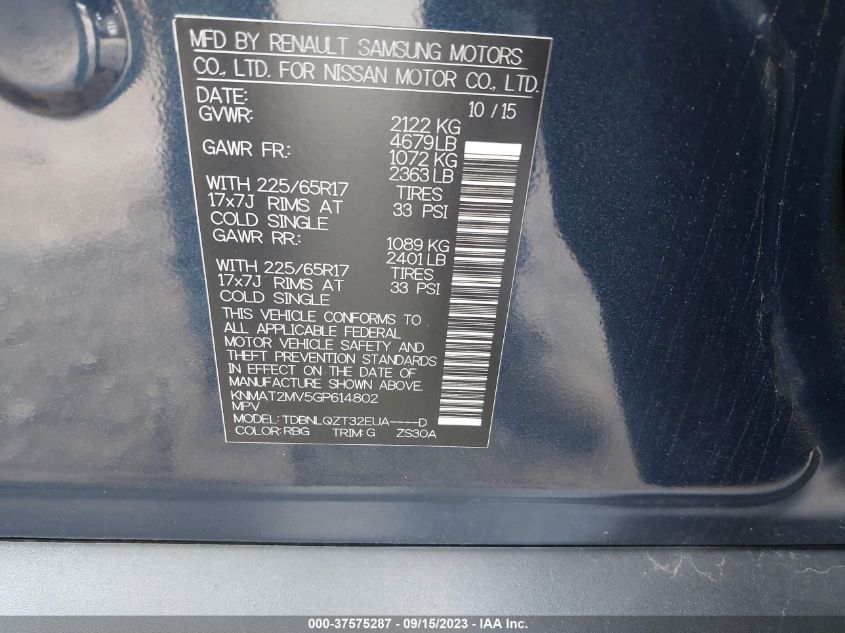 MFD BY RENAULT SAMSUNG MOTORS
CO., LTD. FOR NISSAN MOTOR CO., LTD.
DATE: 10 / 15
GVWR: 2122 KG
4679LB
GAWR FR.: 1072 KG
2363 LB
WITH 225/65R17 TIRES
17x7J RIMS AT 33 PSI
COLD SINGLE
GAWR RR.: 1089 KG
2401LB
WITH 225/65R17 TIRES
17x7J RIMS AT 33 PSI
COLD SINGLE
THIS VEHICLE CONFORMS TO
ALL APPLICABLE FEDERAL
MOTOR VEHICLE SAFETY AND
THEFT PREVENTION STANDARDS
IN EFFECT ON THE DATE OF
MANUFACTURE SHOWN ABOVE.
KNMAT2MV5GP614802
MPV
MODEL: TDBNLQZT32EUA----D
COLOR:RBG TRIM:G ZS30A
000-37575287 - 09/15/2023 - IAA Inc.